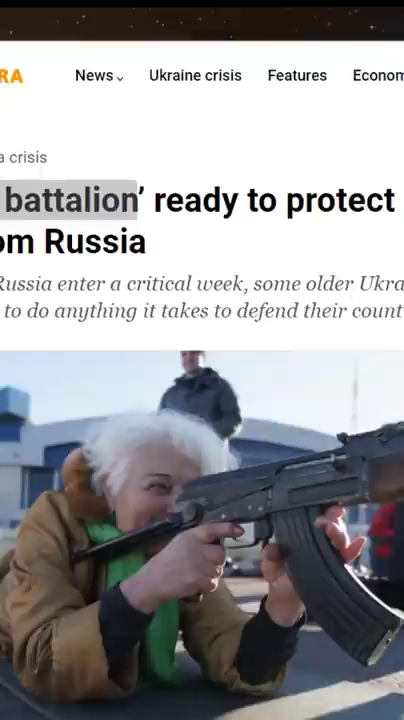 RA News Ukraine crisis Features Econom
a crisis
battalion’ ready to protect
om Russia
Russia enter a critical week, some older Ukra
to do anything it takes to defend their count